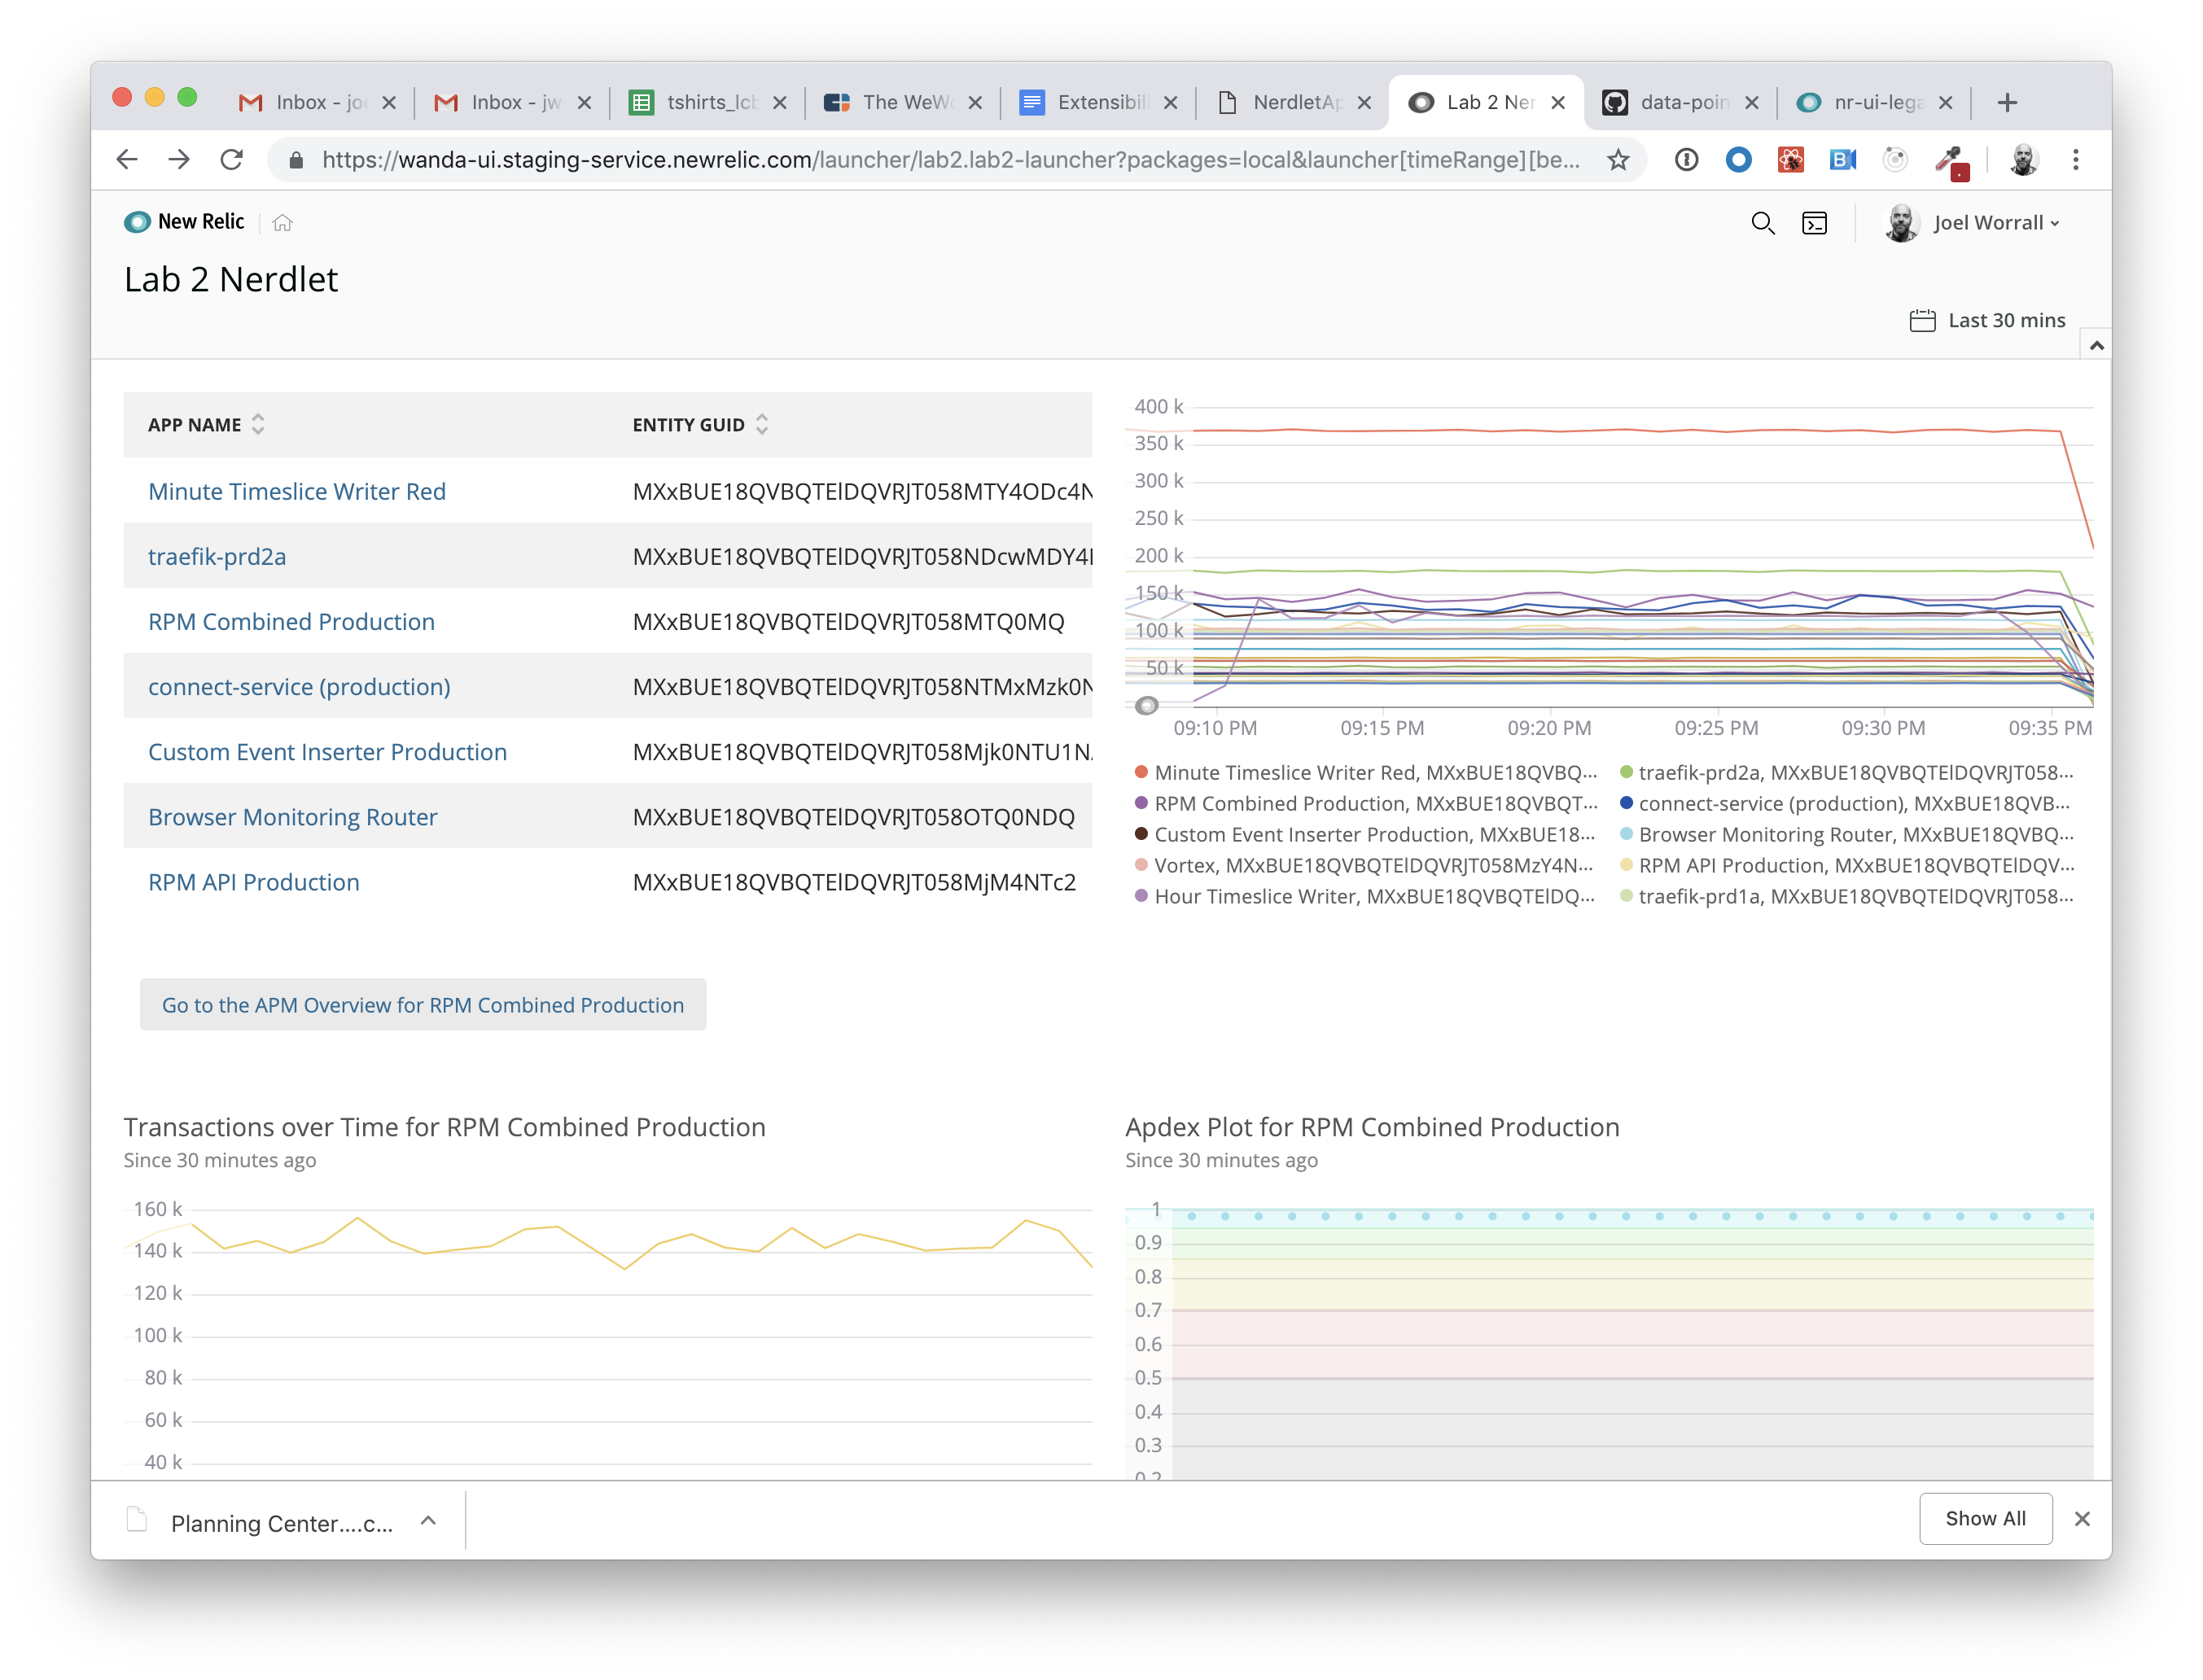 Inbox - jo
Inbox - jw
tshirts_lcb
The WeWo
Extensibili
NerdletAp
Lab 2 Ner
data-poin
nr-ui-lega
https://wanda-ui.staging-service.newrelic.com/launcher/lab2.lab2-launcher?packages=local&launcher[timeRange][be...
New Relic
Joel Worrall
Lab 2 Nerdlet
Last 30 mins
APP NAME ENTITY GUID
Minute Timeslice Writer Red MXxBUE18QVBQTElDQVRJT058MTY4ODc4N
traefik-prd2a MXxBUE18QVBQTElDQVRJT058NDcwMDY4
RPM Combined Production MXxBUE18QVBQTElDQVRJT058MTQ0MQ
connect-service (production) MXxBUE18QVBQTElDQVRJT058NTMxMzk0N
Custom Event Inserter Production MXxBUE18QVBQTElDQVRJT058Mjk0NTU1N
Browser Monitoring Router MXxBUE18QVBQTElDQVRJT058OTQ0NDQ
RPM API Production MXxBUE18QVBQTElDQVRJT058MjM4NTc2
400 k
350 k
300 k
250 k
200 k
150 k
100 k
50 k
09:10 PM 09:15 PM 09:20 PM 09:25 PM 09:30 PM 09:35 PM
Minute Timeslice Writer Red, MXxBUE18QVBQ... traefik-prd2a, MXxBUE18QVBQTElDQVRJT058...
RPM Combined Production, MXxBUE18QVBQT... connect-service (production), MXxBUE18QVB...
Custom Event Inserter Production, MXxBUE18... Browser Monitoring Router, MXxBUE18QVBQ...
Vortex, MXxBUE18QVBQTElDQVRJT058MzY4N... RPM API Production, MXxBUE18QVBQTElDQV...
Hour Timeslice Writer, MXxBUE18QVBQTElDQ... traefik-prd1a, MXxBUE18QVBQTElDQVRJT058...
Go to the APM Overview for RPM Combined Production
Transactions over Time for RPM Combined Production
Since 30 minutes ago
160 k
140 k
120 k
100 k
80 k
60 k
40 k
Apdex Plot for RPM Combined Production
Since 30 minutes ago
1
0.9
0.8
0.7
0.6
0.5
0.4
0.3
0.2
Planning Center....c...
Show All